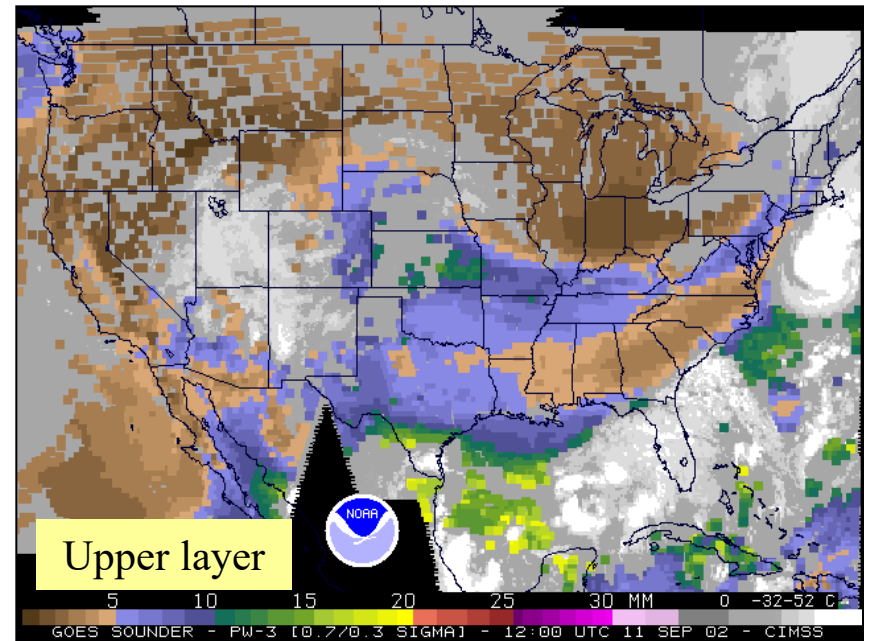 NOAA
Upper layer
5 10 15 20 25 30 MM 0 -32-52 C
GOES SOUNDER - PW-3 [0.7/0.3 SIGMA] - 12:00 UTC 11 SEP 02 - CIMSS